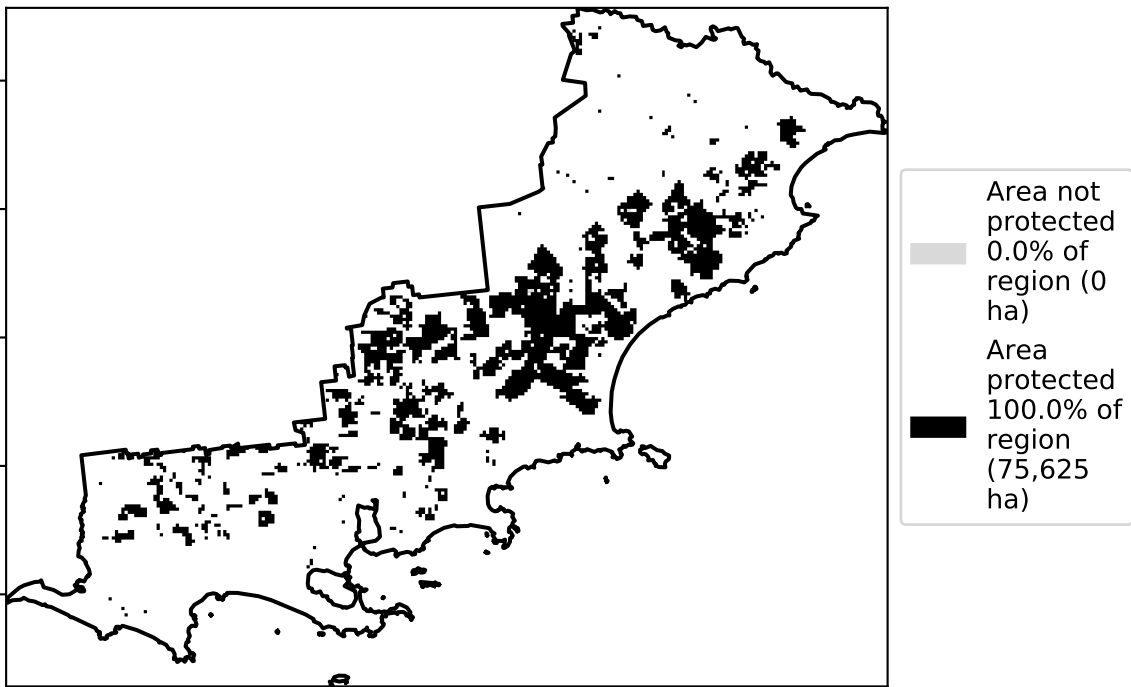 Area not
protected
0.0% of
region (0
ha)
Area
protected
100.0% of
region
(75,625
ha)